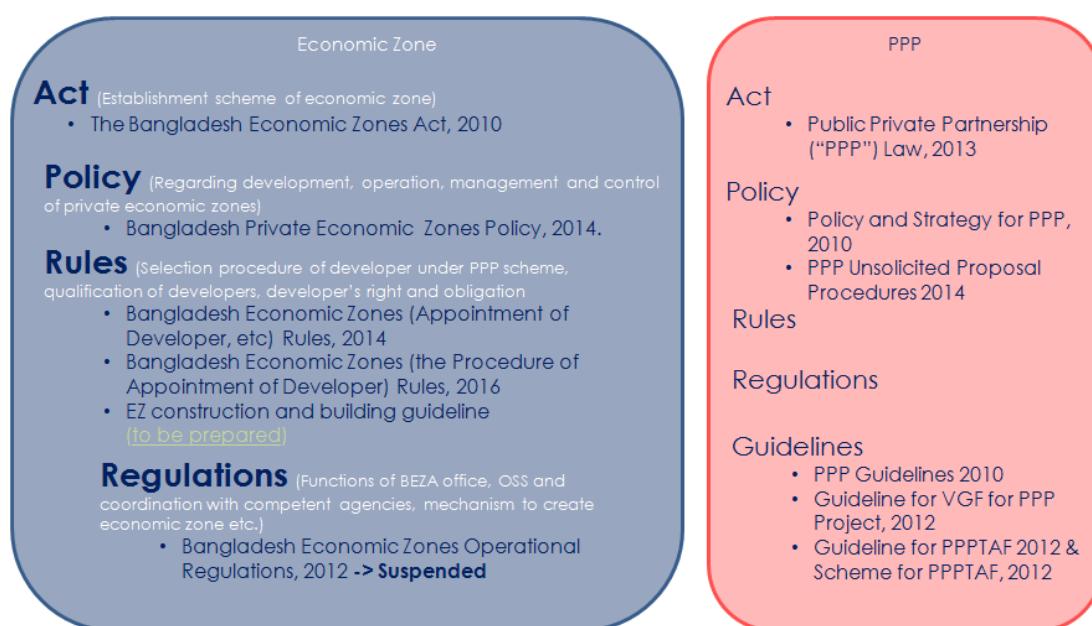 Economic Zone
Act (Establishment scheme of economic zone)
• The Bangladesh Economic Zones Act, 2010
Policy (Regarding development, operation, management and control
of private economic zones)
• Bangladesh Private Economic Zones Policy, 2014.
Rules (Selection procedure of developer under PPP scheme,
qualification of developers, developer's right and obligation
• Bangladesh Economic Zones (Appointment of
Developer, etc) Rules, 2014
• Bangladesh Economic Zones (the Procedure of
Appointment of Developer) Rules, 2016
• EZ construction and building guideline
(to be prepared)
Regulations (Functions of BEZA office, OSS and
coordination with competent agencies, mechanism to create
economic zone etc.)
• Bangladesh Economic Zones Operational
Regulations, 2012 -> Suspended
PPP
Act
• Public Private Partnership
(“PPP”) Law, 2013
Policy
• Policy and Strategy for PPP,
2010
• PPP Unsolicited Proposal
Procedures 2014
Rules
Regulations
Guidelines
• PPP Guidelines 2010
• Guideline for VGF for PPP
Project, 2012
• Guideline for PPPTAF 2012 &
Scheme for PPPTAF, 2012